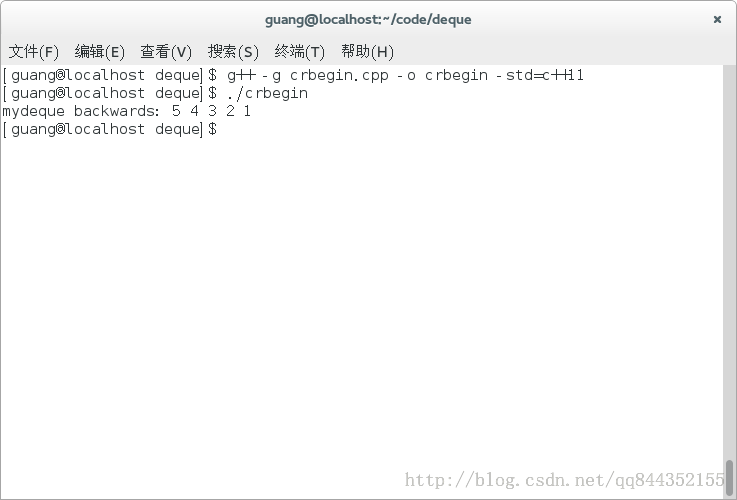 guang@localhost:~/code/deque ×
文件(F) 编辑(E) 查看(V) 搜索(S) 终端(T) 帮助(H)
[guang@localhost deque]$ g++ -g crbegin.cpp -o crbegin -std=c++11
[guang@localhost deque]$ ./crbegin
mydeque backwards: 5 4 3 2 1
[guang@localhost deque]$
http://blog.csdn.net/qq844352155